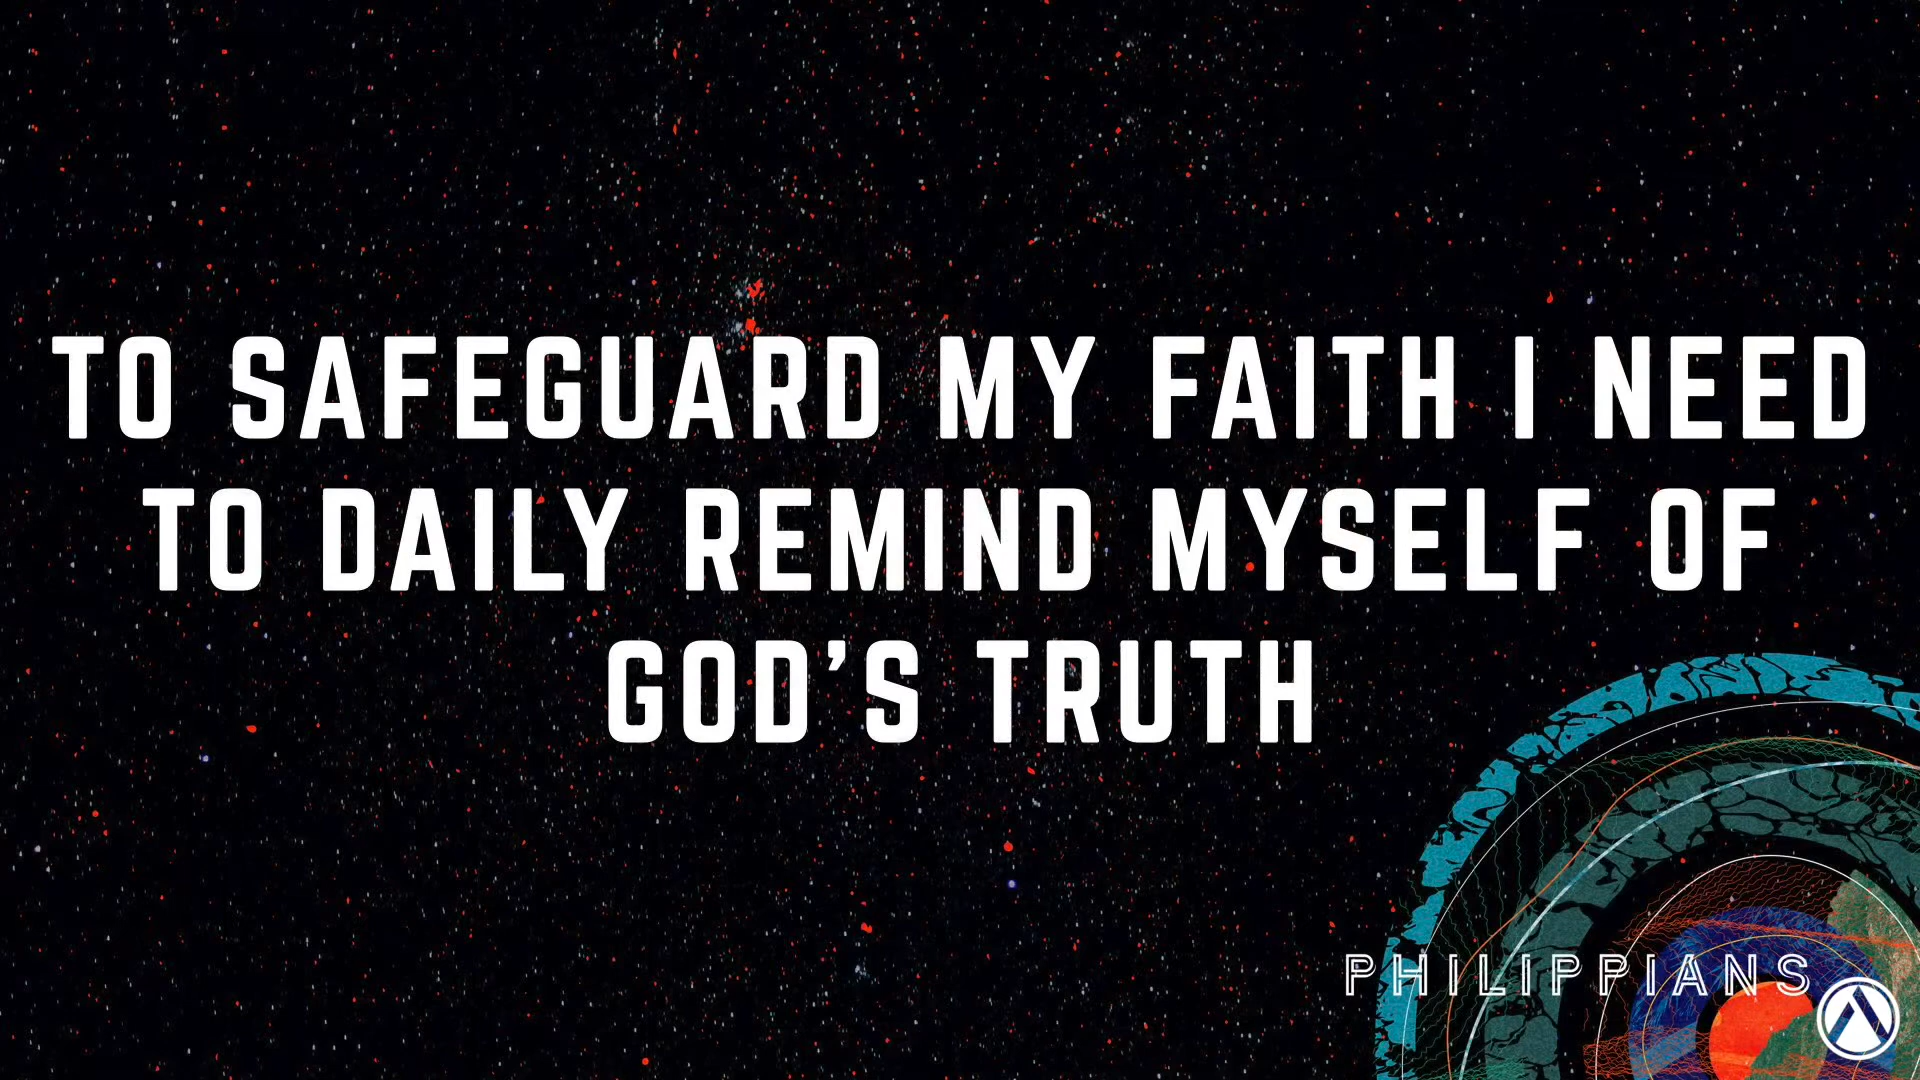 TO SAFEGUARD MY FAITH I NEED
TO DAILY REMIND MYSELF OF
GOD'S TRUTH
PHILIPPIANS